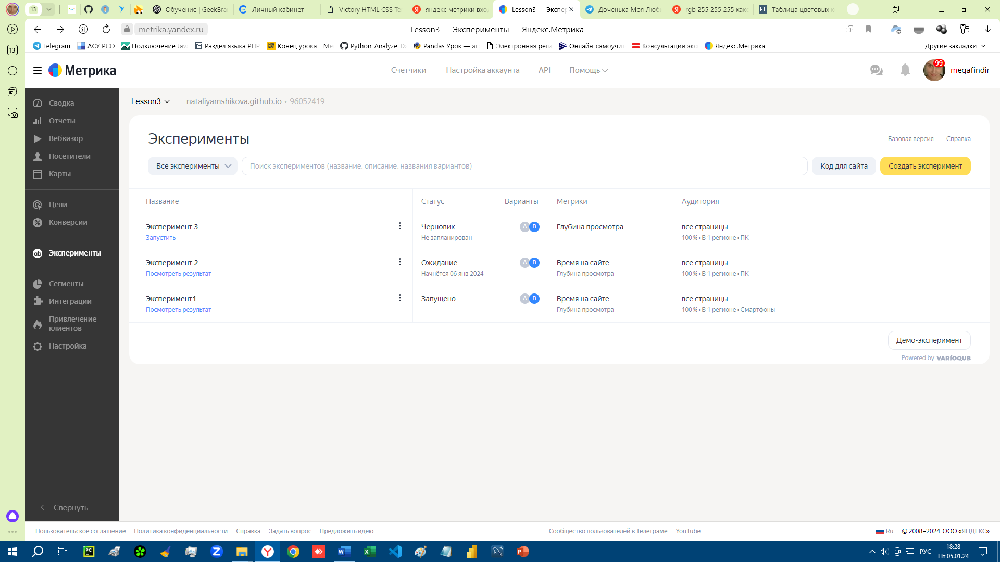 13
Обучение | GeekBrai
Личный кабинет
Victory HTML CSS Te
яндекс метрики вхо
Lesson3 — Экспер
Доченька Моя Люб
rgb 255 255 255 какс
Таблица цветовых к
metrika.yandex.ru
Lesson3 — Эксперименты — Яндекс.Метрика
13
Telegram
АСУ РСО
Подключение Jav
Раздел языка PHP
Конец урока - Me
Python-Analyze-Da
Pandas Урок — аг
Электронная реги
Онлайн-самоучит
Консультации экс
Яндекс.Метрика
Другие закладки
Метрика
Счетчики
Настройка аккаунта
API
Помощь
99
megafindir
Сводка
Отчеты
Вебвизор
Посетители
Карты
Цели
Конверсии
ab
Эксперименты
Сегменты
Интеграции
Привлечение
клиентов
Настройка
Свернуть
Lesson3
nataliyamshikova.github.io • 96052419
Эксперименты
Базовая версия
Справка
Все эксперименты
Поиск экспериментов (название, описание, названия вариантов)
Код для сайта
Создать эксперимент
Название
Статус
Варианты
Метрики
Аудитория
Эксперимент 3
Запустить
Черновик
Не запланирован
A B
Глубина просмотра
все страницы
100 % • В 1 регионе • ПК
Эксперимент 2
Посмотреть результат
Ожидание
Начнётся 06 янв 2024
A B
Время на сайте
Глубина просмотра
все страницы
100 % • В 1 регионе • ПК
Эксперимент1
Посмотреть результат
Запущено
A B
Время на сайте
Глубина просмотра
все страницы
100 % • В 1 регионе • Смартфоны
Демо-эксперимент
Powered by VARÍOQUB
Пользовательское соглашение
Политика конфиденциальности
Справка
Задать вопрос
Предложить идею
Сообщество пользователей в Телеграме
YouTube
Ru
© 2008–2024 ООО «ЯНДЕКС»
РУС
18:28
Пт 05.01.24